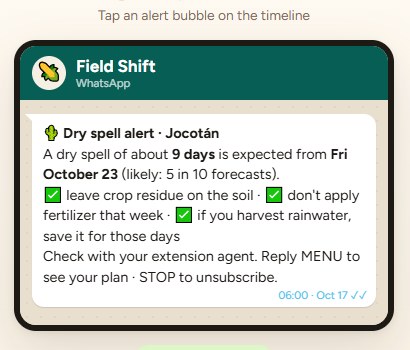 Tap an alert bubble on the timeline
Field Shift
WhatsApp
🌵 Dry spell alert · Jocotán
A dry spell of about 9 days is expected from Fri
October 23 (likely: 5 in 10 forecasts).
✅ leave crop residue on the soil · ✅ don't apply
fertilizer that week · ✅ if you harvest rainwater,
save it for those days
Check with your extension agent. Reply MENU to
see your plan · STOP to unsubscribe.
06:00 · Oct 17 ✓✓